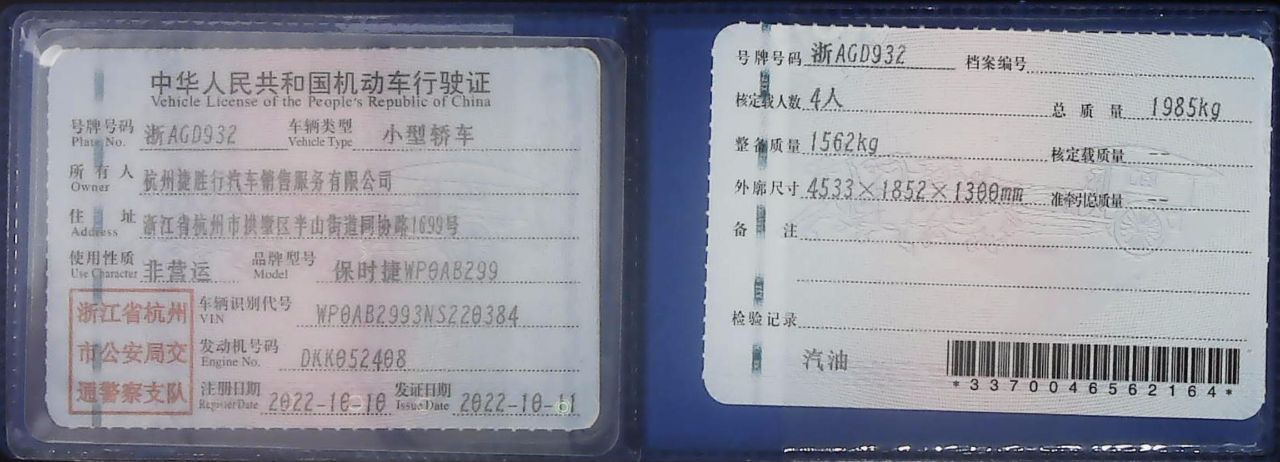 中华人民共和国机动车行驶证
Vehicle License of the People's Republic of China
号牌号码 浙AGD932 车辆类型 小型轿车
Plate No. Vehicle Type
所有人 杭州捷胜行汽车销售服务有限公司
Owner
住址 浙江省杭州市拱墅区半山街道同协路1699号
Address
使用性质 非营运 品牌型号 保时捷WP0AB299
Use Character Model
浙江省杭州
市公安局交
通警察支队
车辆识别代号 WP0AB2993NS220384
VIN
发动机号码 DKK052408
Engine No.
注册日期 2022-10-10 发证日期 2022-10-11
Register Date Issue Date
号牌号码 浙AGD932 档案编号
核定载人数 4人 总质量 1985kg
整备质量 1562kg 核定载质量 --
外廓尺寸 4533×1852×1300mm 准牵引总质量 --
备注
检验记录
汽油
*3370046562164*